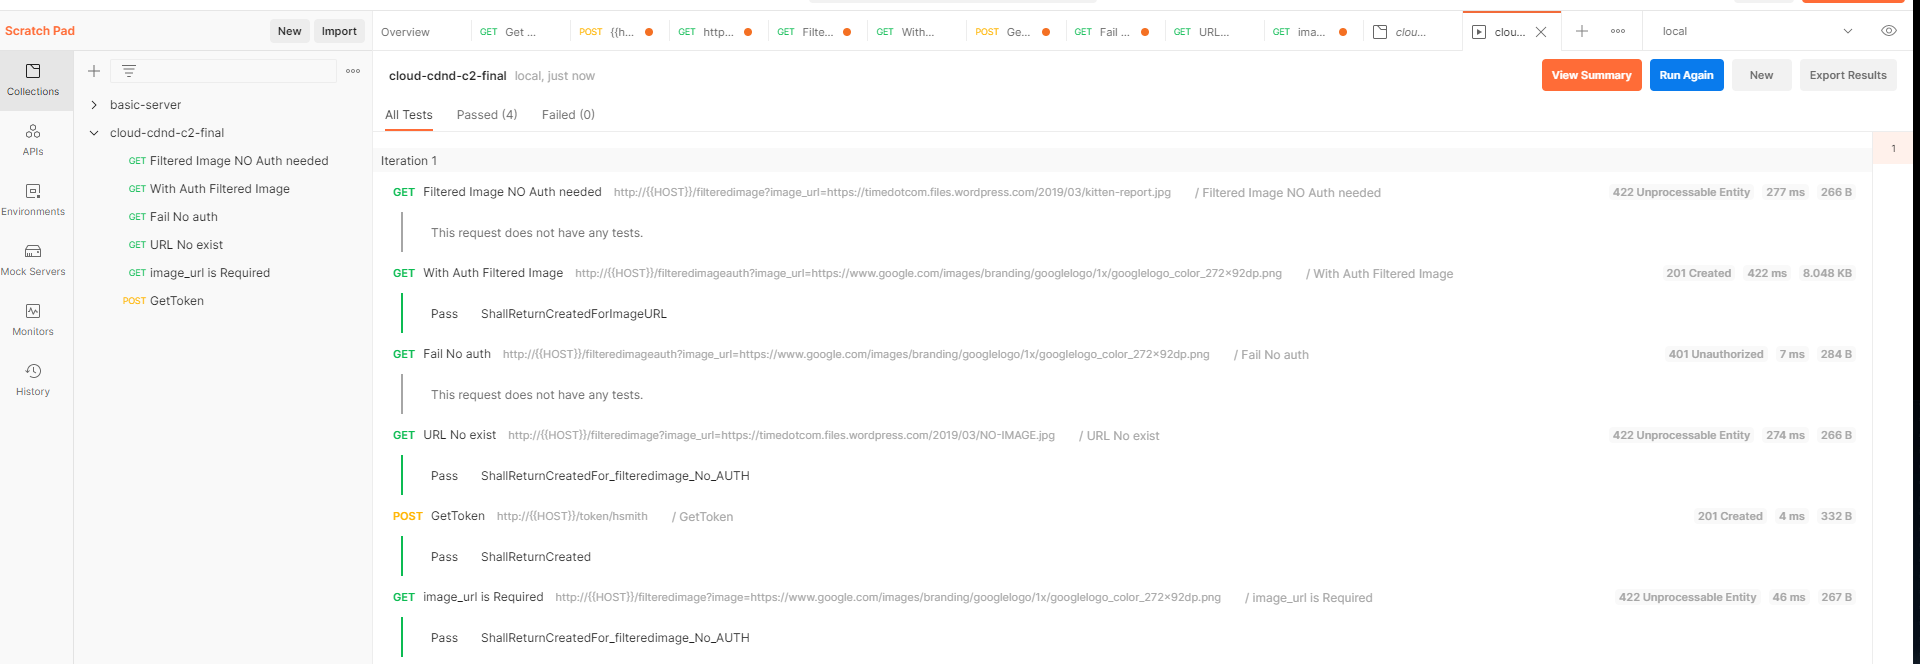 Scratch Pad
New
Import
Overview
GET Get ...
POST {{h...
GET http...
GET Filte...
GET With...
POST Ge...
GET Fail ...
GET URL...
GET ima...
clou...
clou...
local
Collections
APIs
Environments
Mock Servers
Monitors
History
basic-server
cloud-cdnd-c2-final
GET Filtered Image NO Auth needed
GET With Auth Filtered Image
GET Fail No auth
GET URL No exist
GET image_url is Required
POST GetToken
cloud-cdnd-c2-final local, just now
View Summary
Run Again
New
Export Results
All Tests
Passed (4)
Failed (0)
Iteration 1
1
GET Filtered Image NO Auth needed http://{{HOST}}/filteredimage?image_url=https://timedotcom.files.wordpress.com/2019/03/kitten-report.jpg / Filtered Image NO Auth needed 422 Unprocessable Entity 277 ms 266 B
This request does not have any tests.
GET With Auth Filtered Image http://{{HOST}}/filteredimageauth?image_url=https://www.google.com/images/branding/googlelogo/1x/googlelogo_color_272x92dp.png / With Auth Filtered Image 201 Created 422 ms 8.048 KB
Pass ShallReturnCreatedForImageURL
GET Fail No auth http://{{HOST}}/filteredimageauth?image_url=https://www.google.com/images/branding/googlelogo/1x/googlelogo_color_272x92dp.png / Fail No auth 401 Unauthorized 7 ms 284 B
This request does not have any tests.
GET URL No exist http://{{HOST}}/filteredimage?image_url=https://timedotcom.files.wordpress.com/2019/03/NO-IMAGE.jpg / URL No exist 422 Unprocessable Entity 274 ms 266 B
Pass ShallReturnCreatedFor_filteredimage_No_AUTH
POST GetToken http://{{HOST}}/token/hsmith / GetToken 201 Created 4 ms 332 B
Pass ShallReturnCreated
GET image_url is Required http://{{HOST}}/filteredimage?image=https://www.google.com/images/branding/googlelogo/1x/googlelogo_color_272x92dp.png / image_url is Required 422 Unprocessable Entity 46 ms 267 B
Pass ShallReturnCreatedFor_filteredimage_No_AUTH